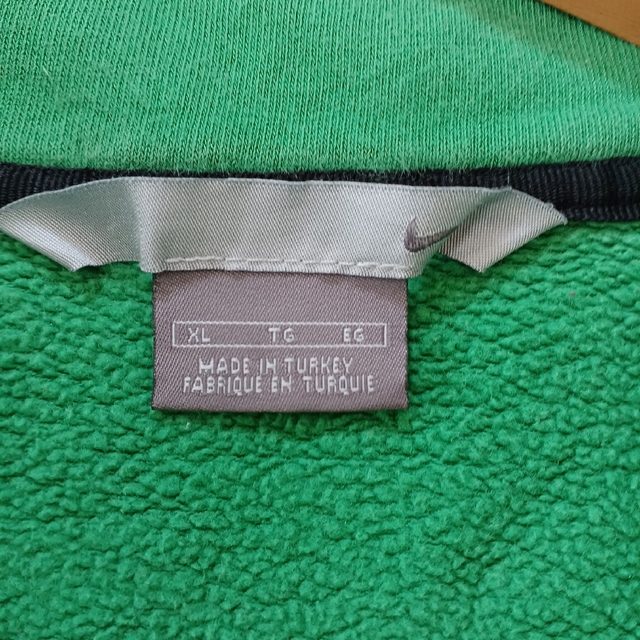 XL TG EG
MADE IN TURKEY
FABRIQUE EN TURQUIE